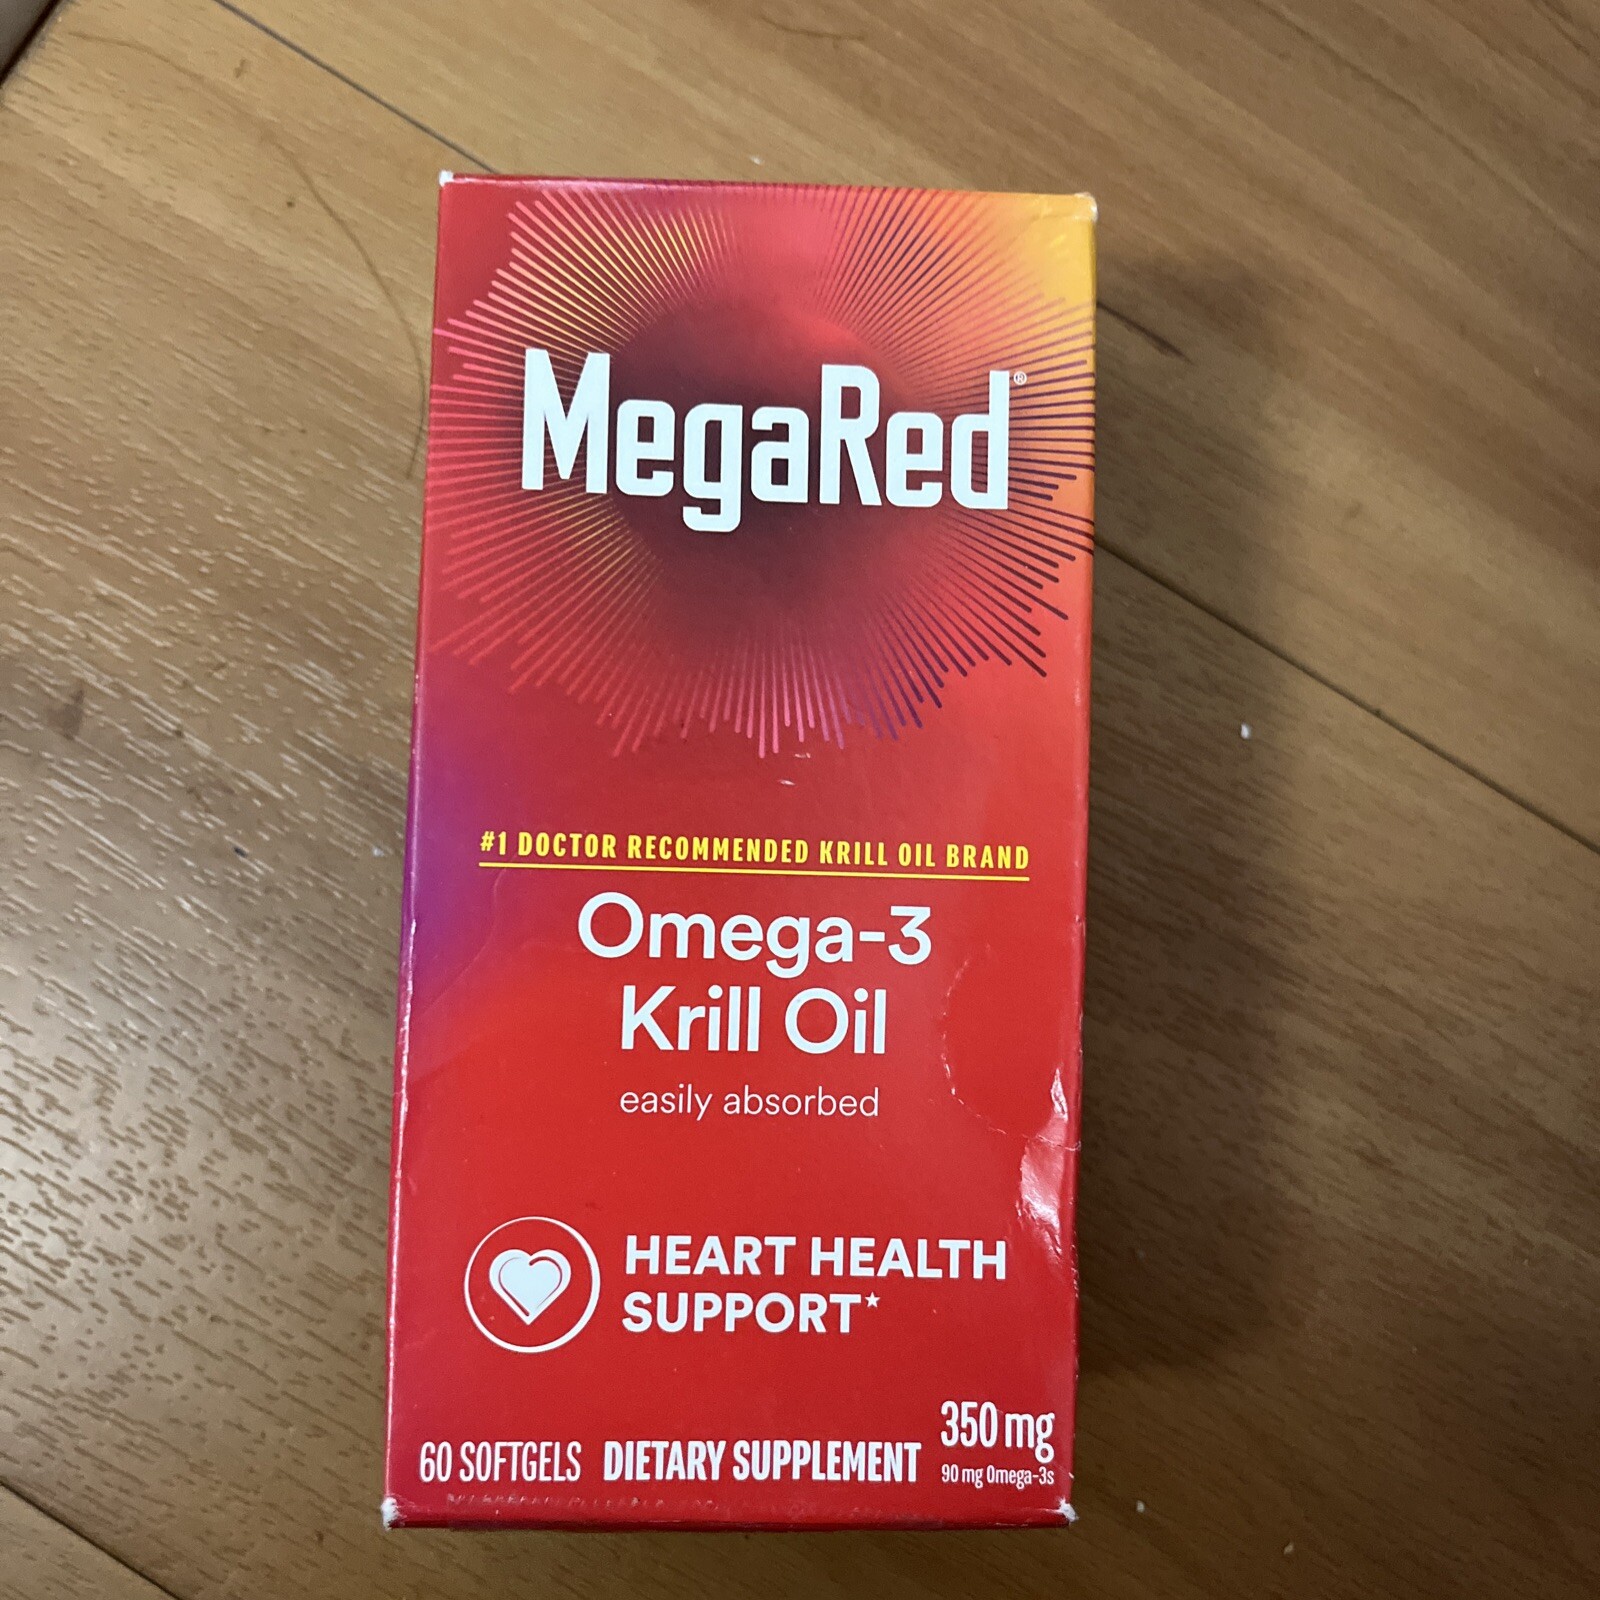 MegaRed®
#1 DOCTOR RECOMMENDED KRILL OIL BRAND
Omega-3
Krill Oil
easily absorbed
HEART HEALTH
SUPPORT*
350 mg
60 SOFTGELS DIETARY SUPPLEMENT
90 mg Omega-3s